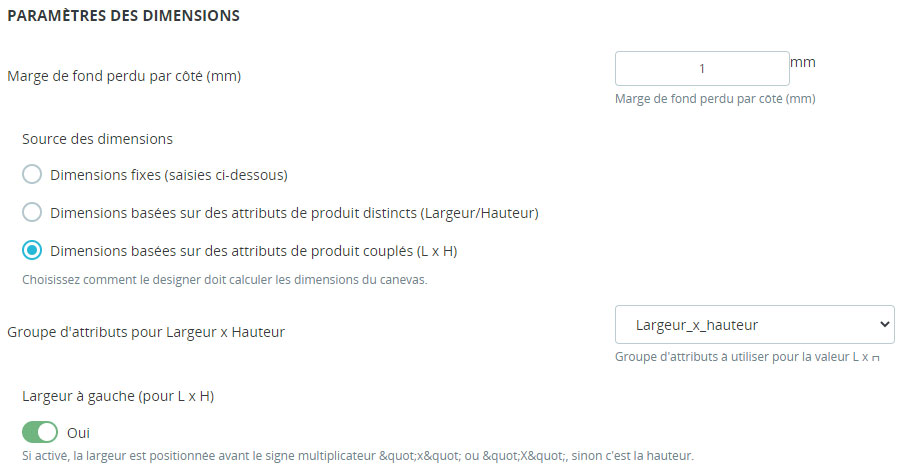 PARAMÈTRES DES DIMENSIONS
Marge de fond perdu par côté (mm)
1 mm
Marge de fond perdu par côté (mm)
Source des dimensions
Dimensions fixes (saisies ci-dessous)
Dimensions basées sur des attributs de produit distincts (Largeur/Hauteur)
Dimensions basées sur des attributs de produit couplés (L x H)
Choisissez comment le designer doit calculer les dimensions du canevas.
Groupe d'attributs pour Largeur x Hauteur
Largeur_x_hauteur
Groupe d'attributs à utiliser pour la valeur L x H
Largeur à gauche (pour L x H)
Oui
Si activé, la largeur est positionnée avant le signe multiplicateur &quot;x&quot; ou &quot;X&quot;, sinon c'est la hauteur.